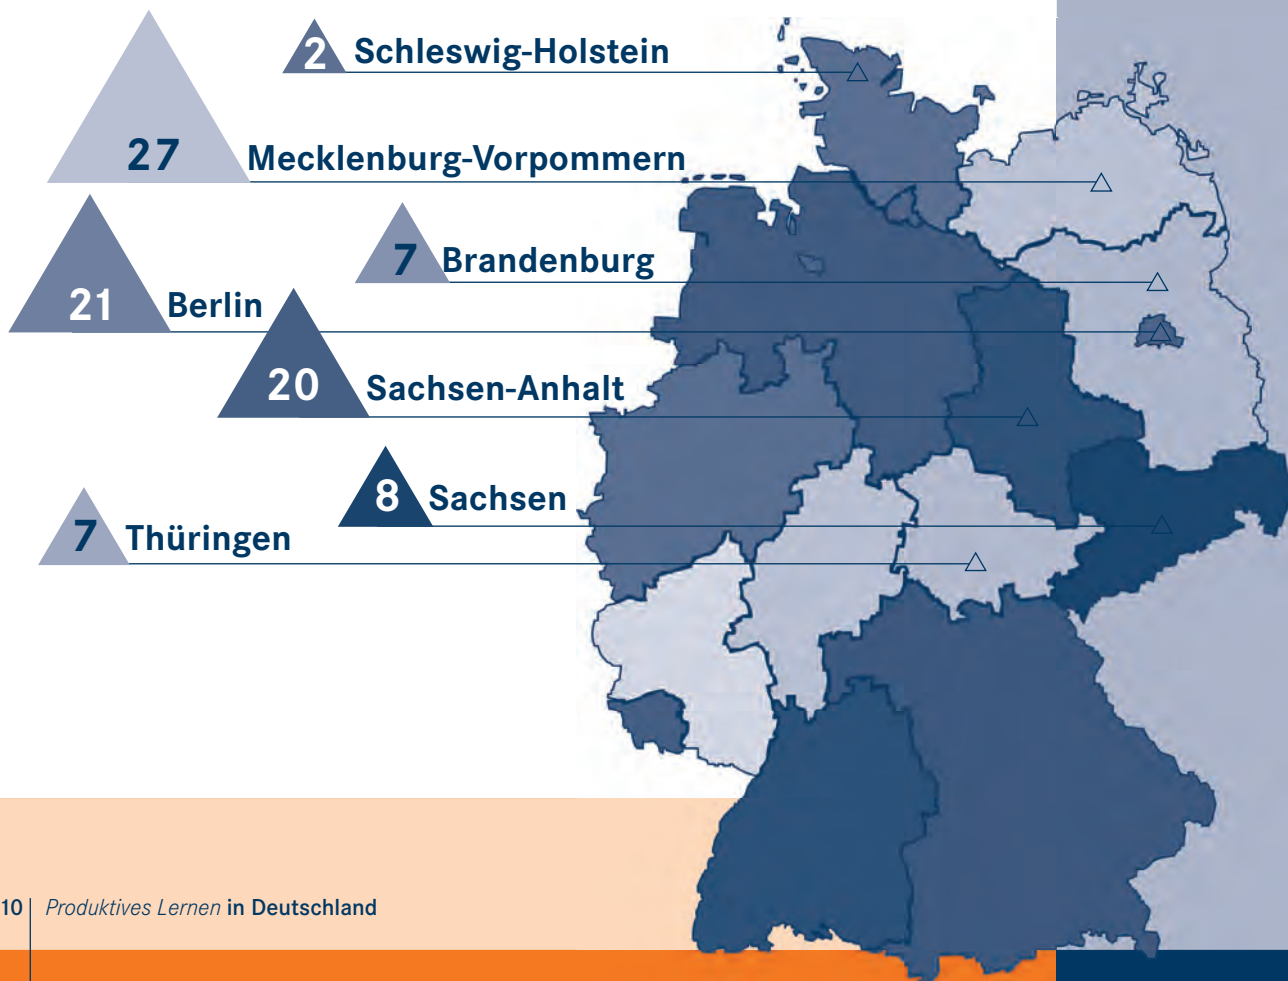 2 Schleswig-Holstein
27 Mecklenburg-Vorpommern
7 Brandenburg
21 Berlin
20 Sachsen-Anhalt
8 Sachsen
7 Thüringen
10 Produktives Lernen in Deutschland